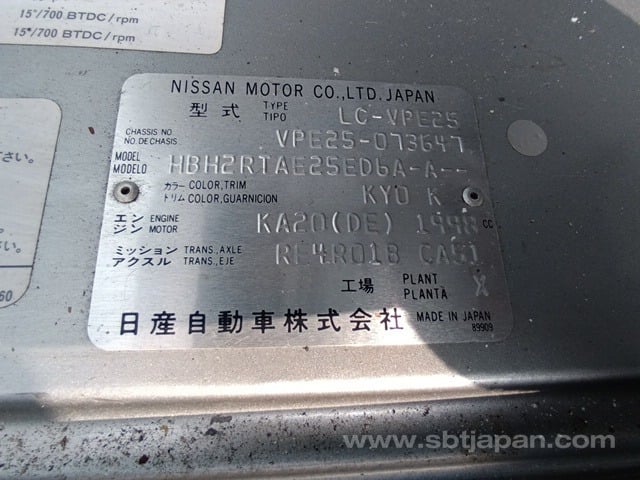 15°/700 BTDC/rpm
15°/700 BTDC/rpm
NISSAN MOTOR CO.,LTD.JAPAN
型式 TYPE TIPO LC-VPE25
CHASSIS NO NO.DE CHASIS VPE25-073647
MODEL MODELO HBH2RTAE25ED6A-A--
カラー COLOR,TRIM
トリム COLOR,GUARNICION KY0 K
エンジン ENGINE MOTOR KA20(DE) 1998 cc
ミッション TRANS.,AXLE
アクスル TRANS.,EJE RE4R01B
工場 PLANT PLANTA
日産自動車株式会社 MADE IN JAPAN
89909
さい。
60
www.sbtjapan.com